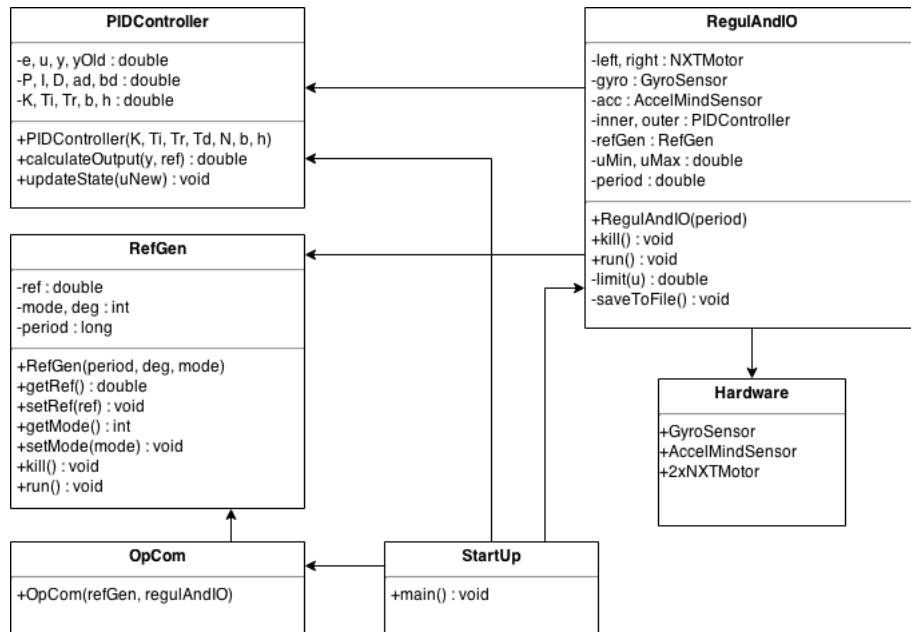 PIDController
-e, u, y, yOld : double
-P, I, D, ad, bd : double
-K, Ti, Tr, b, h : double
+PIDController(K, Ti, Tr, Td, N, b, h)
+calculateOutput(y, ref) : double
+updateState(uNew) : void
RegulAndIO
-left, right : NXTMotor
-gyro : GyroSensor
-acc : AccelMindSensor
-inner, outer : PIDController
-refGen : RefGen
-uMin, uMax : double
-period : double
+RegulAndIO(period)
+kill() : void
+run() : void
-limit(u) : double
-saveToFile() : void
RefGen
-ref : double
-mode, deg : int
-period : long
+RefGen(period, deg, mode)
+getRef() : double
+setRef(ref) : void
+getMode() : int
+setMode(mode) : void
+kill() : void
+run() : void
Hardware
+GyroSensor
+AccelMindSensor
+2xNXTMotor
OpCom
+OpCom(refGen, regulAndIO)
StartUp
+main() : void